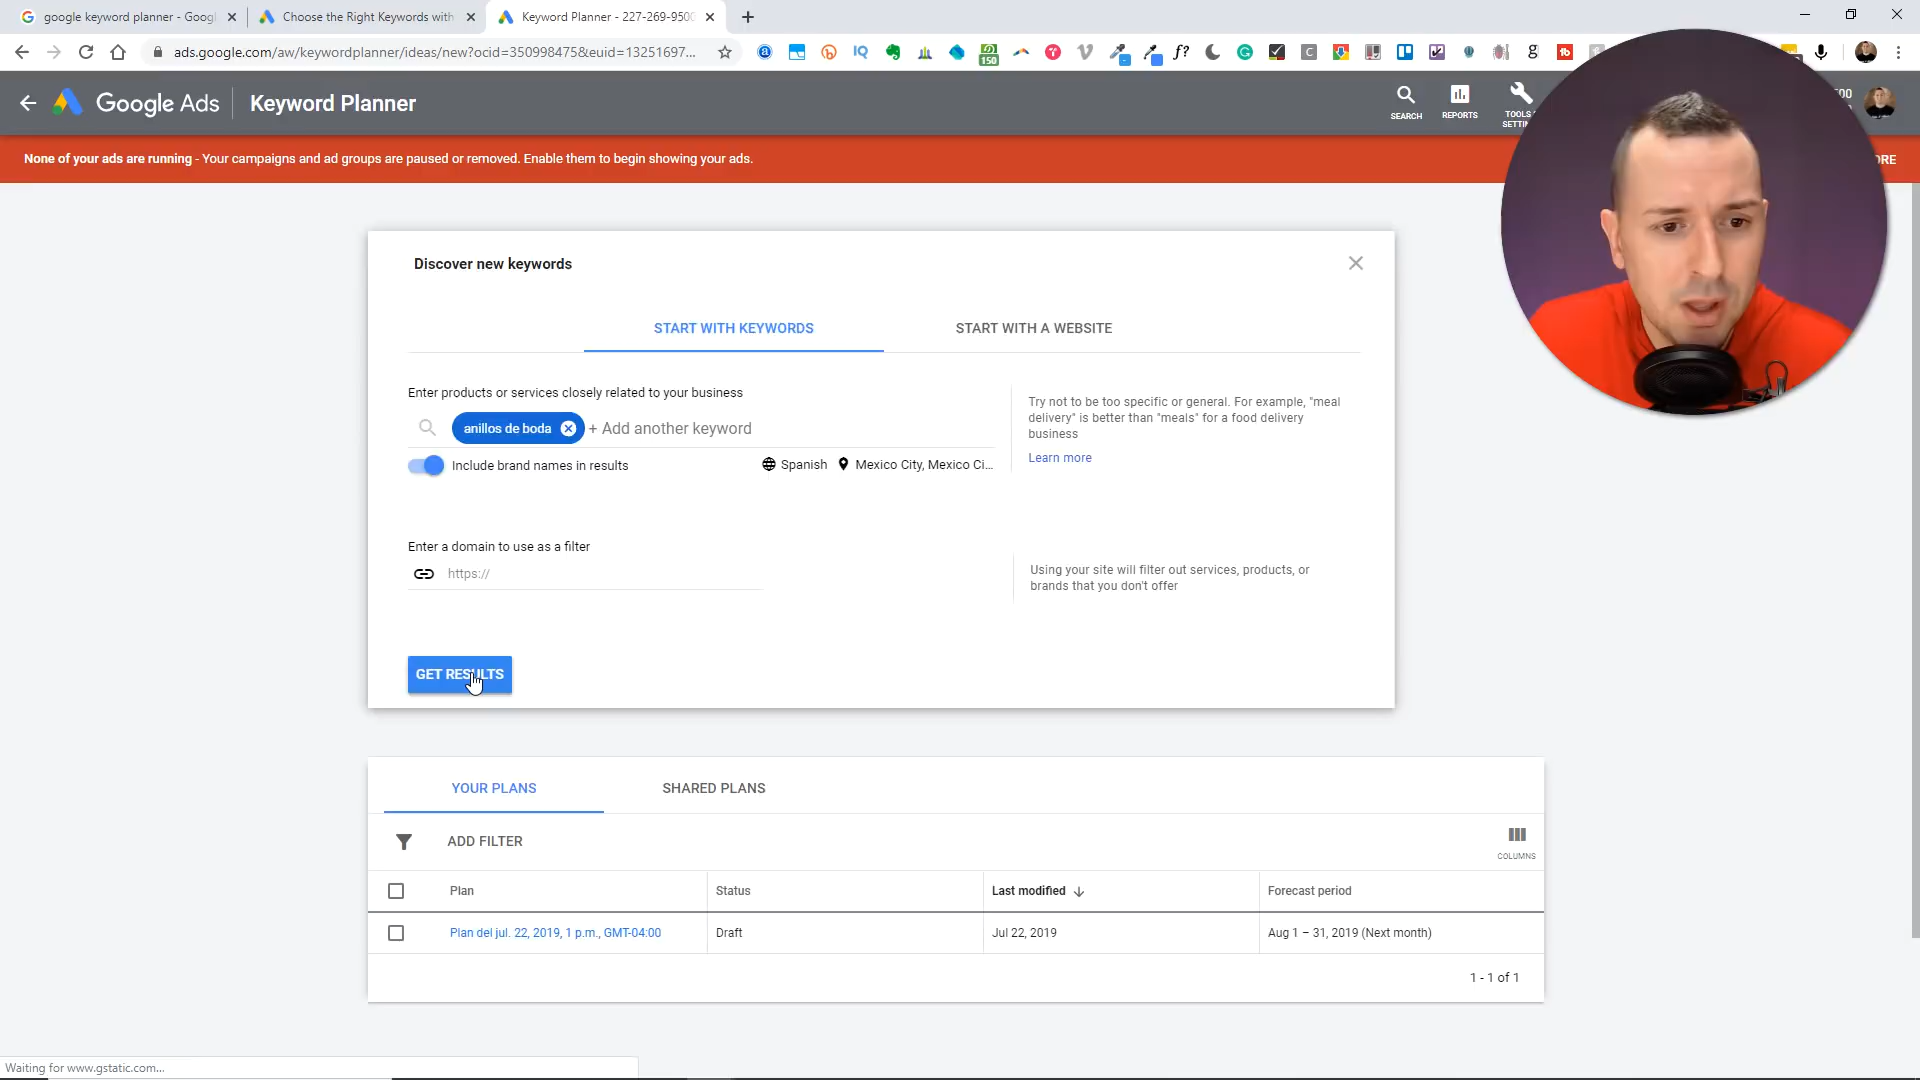 google keyword planner - Googl
Choose the Right Keywords with
Keyword Planner - 227-269-9500
ads.google.com/aw/keywordplanner/ideas/new?ocid=350998475&euid=13251697...
Google Ads
Keyword Planner
SEARCH
REPORTS
TOOLS
None of your ads are running - Your campaigns and ad groups are paused or removed. Enable them to begin showing your ads.
Discover new keywords
START WITH KEYWORDS
START WITH A WEBSITE
Enter products or services closely related to your business
anillos de boda
+ Add another keyword
Include brand names in results
Spanish
Mexico City, Mexico Ci...
Try not to be too specific or general. For example, "meal
delivery" is better than "meals" for a food delivery
business
Learn more
Enter a domain to use as a filter
https://
Using your site will filter out services, products, or
brands that you don't offer
GET RESULTS
YOUR PLANS
SHARED PLANS
ADD FILTER
COLUMNS
Plan
Status
Last modified
Forecast period
Plan del jul. 22, 2019, 1 p.m., GMT-04:00
Draft
Jul 22, 2019
Aug 1 – 31, 2019 (Next month)
1 - 1 of 1
Waiting for www.gstatic.com...